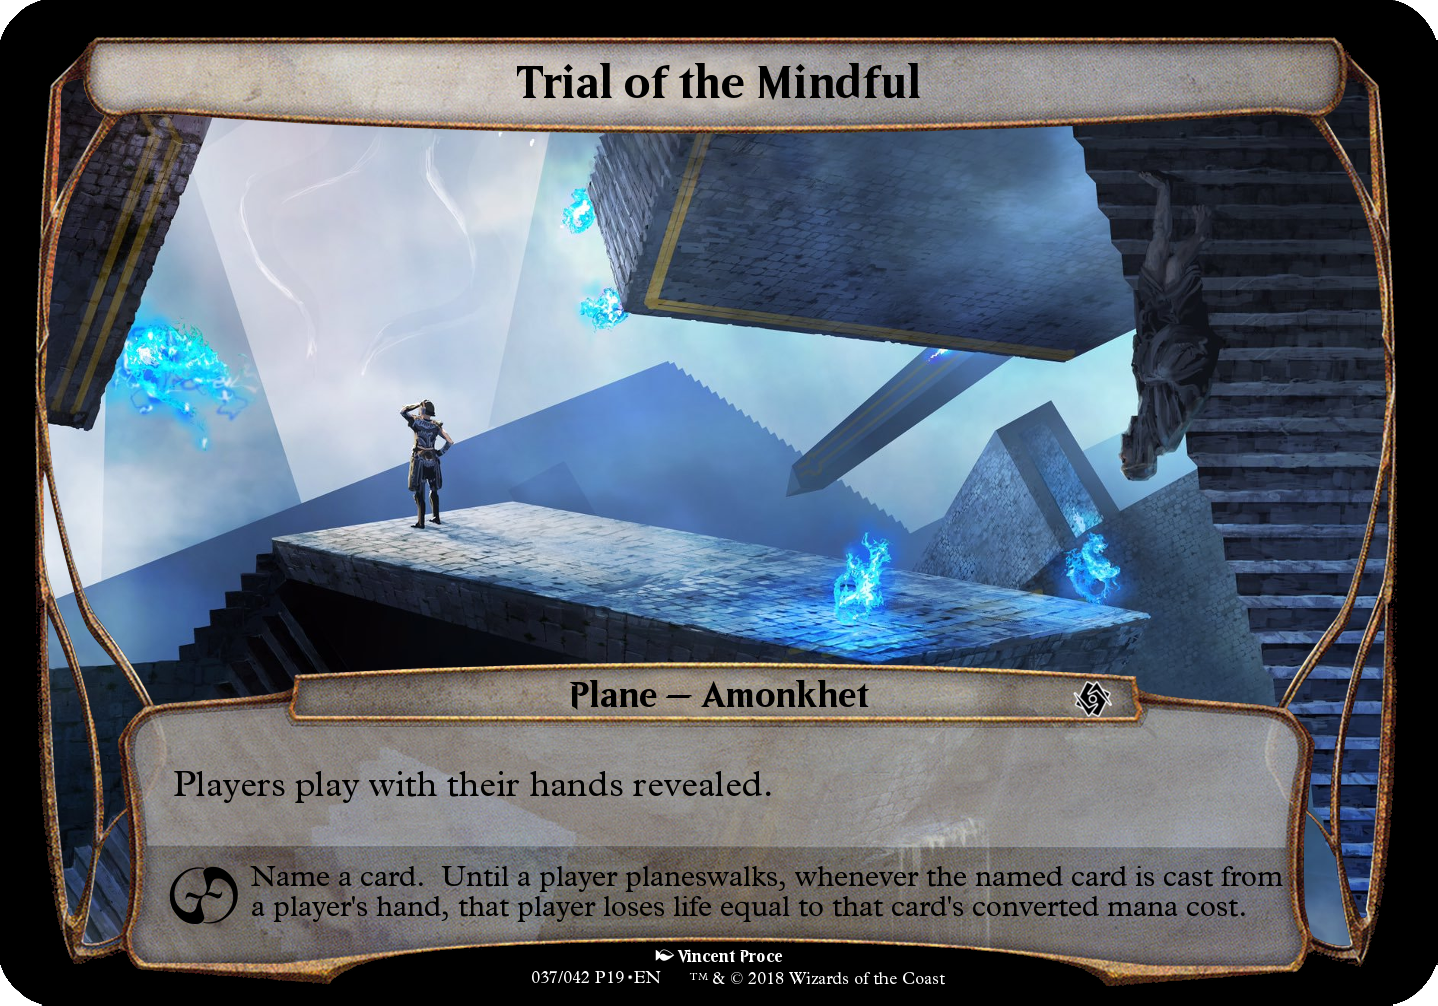 Trial of the Mindful
Plane — Amonkhet
Players play with their hands revealed.
Name a card.  Until a player planeswalks, whenever the named card is cast from
a player's hand, that player loses life equal to that card's converted mana cost.
Vincent Proce
037/042 P19•EN ™ & © 2018 Wizards of the Coast